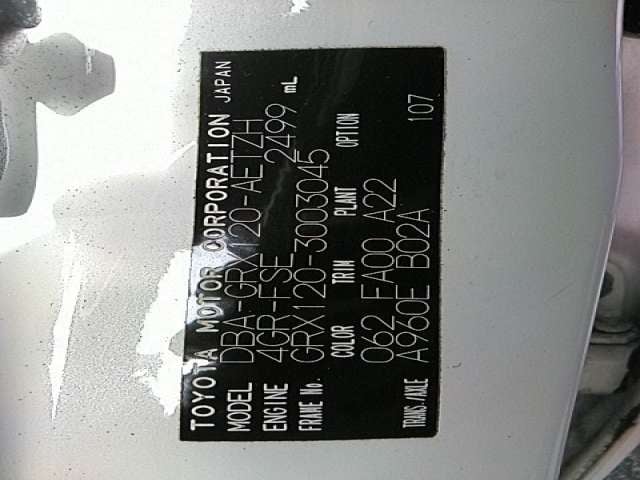 TOYOTA MOTOR CORPORATION JAPAN
MODEL DBA-GRX120-AETZH
ENGINE 4GR-FSE 2499 mL
FRAME No. GRX120-3003045
COLOR TRIM PLANT OPTION
062 FA00 A22
TRANS./AXLE A960E B02A 107